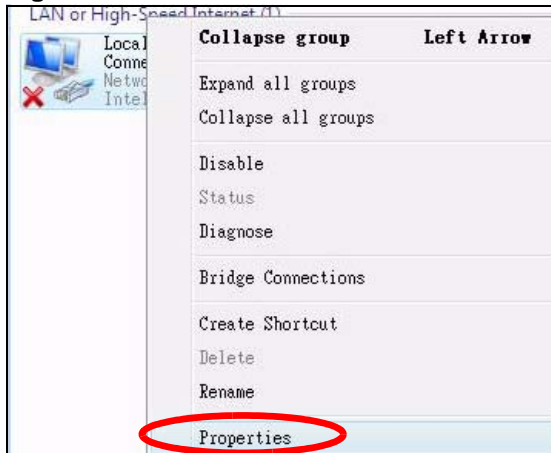 LAN or High-Speed Internet (1)
Local
Conne
Netwo
Intel
Collapse group Left Arrow
Expand all groups
Collapse all groups
Disable
Status
Diagnose
Bridge Connections
Create Shortcut
Delete
Rename
Properties